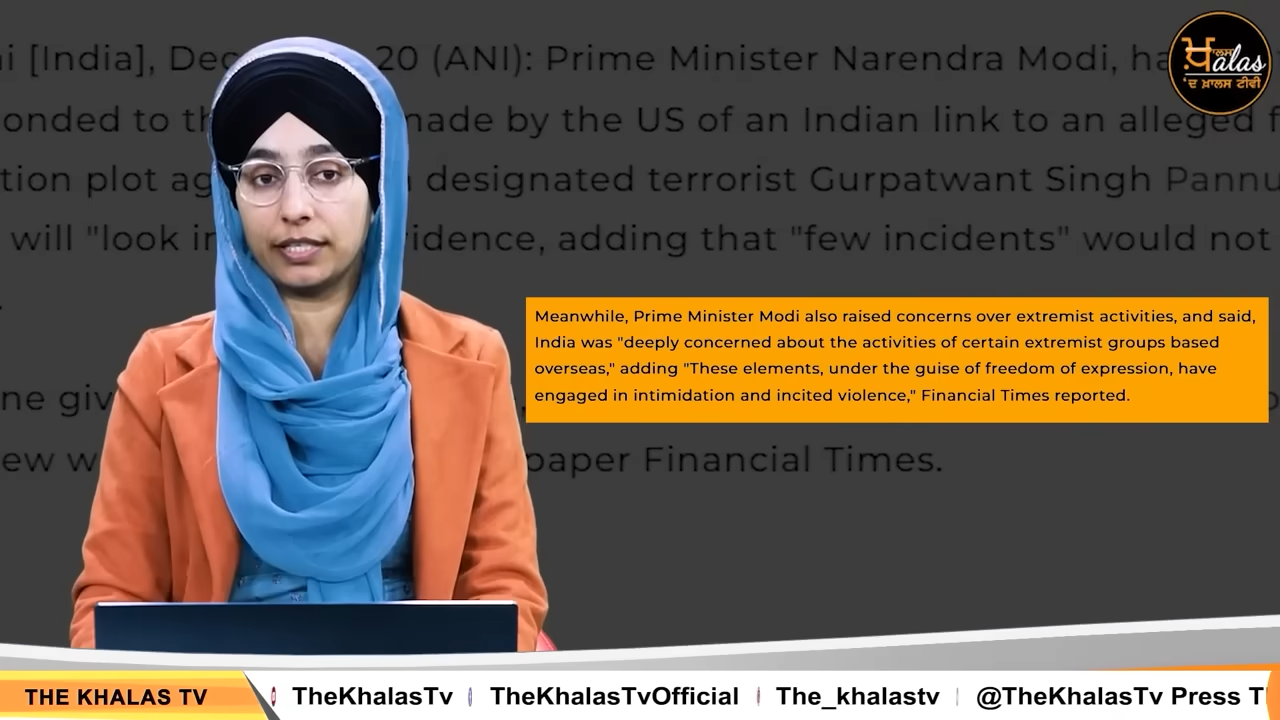 [India], Dec 20 (ANI): Prime Minister Narendra Modi, ha
ਖ਼ਾਲਸ
alas
'ਦ ਖ਼ਾਲਸ ਟੀਵੀ
onded to th made by the US of an Indian link to an alleged f
tion plot ag designated terrorist Gurpatwant Singh Pannu
will "look in vidence, adding that "few incidents" would not
Meanwhile, Prime Minister Modi also raised concerns over extremist activities, and said,
India was "deeply concerned about the activities of certain extremist groups based
overseas," adding "These elements, under the guise of freedom of expression, have
engaged in intimidation and incited violence," Financial Times reported.
ne giv
ew w paper Financial Times.
THE KHALAS TV
TheKhalasTv TheKhalasTvOfficial The_khalastv @TheKhalasTv Press T